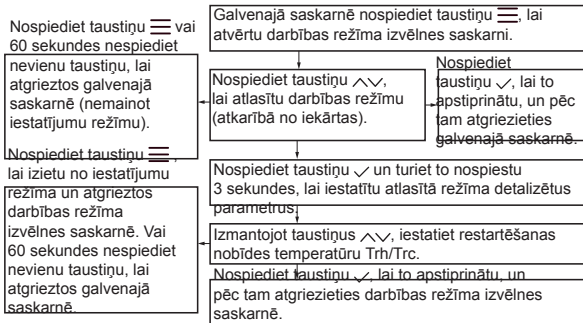 Galvenajā saskarnē nospiediet taustiņu ☰, lai
atvērtu darbības režīma izvēlnes saskarni.
Nospiediet taustiņu ☰ vai
60 sekundes nespiediet
nevienu taustiņu, lai
atgrieztos galvenajā
saskarnē (nemainot
iestatījumu režīmu).
Nospiediet taustiņu ︿﹀,
lai atlasītu darbības režīmu
(atkarībā no iekārtas).
Nospiediet
taustiņu ✓, lai to
apstiprinātu, un pēc
tam atgriezieties
galvenajā saskarnē.
Nospiediet taustiņu ☰,
lai izietu no iestatījumu
režīma un atgrieztos
darbības režīma
izvēlnes saskarnē. Vai
60 sekundes nespiediet
nevienu taustiņu, lai
atgrieztos galvenajā
saskarnē.
Nospiediet taustiņu ✓ un turiet to nospiestu
3 sekundes, lai iestatītu atlasītā režīma detalizētus
parametrus.
Izmantojot taustiņus ︿﹀, iestatiet restartēšanas
nobīdes temperatūru Trh/Trc.
Nospiediet taustiņu ✓, lai to apstiprinātu, un
pēc tam atgriezieties darbības režīma izvēlnes
saskarnē.